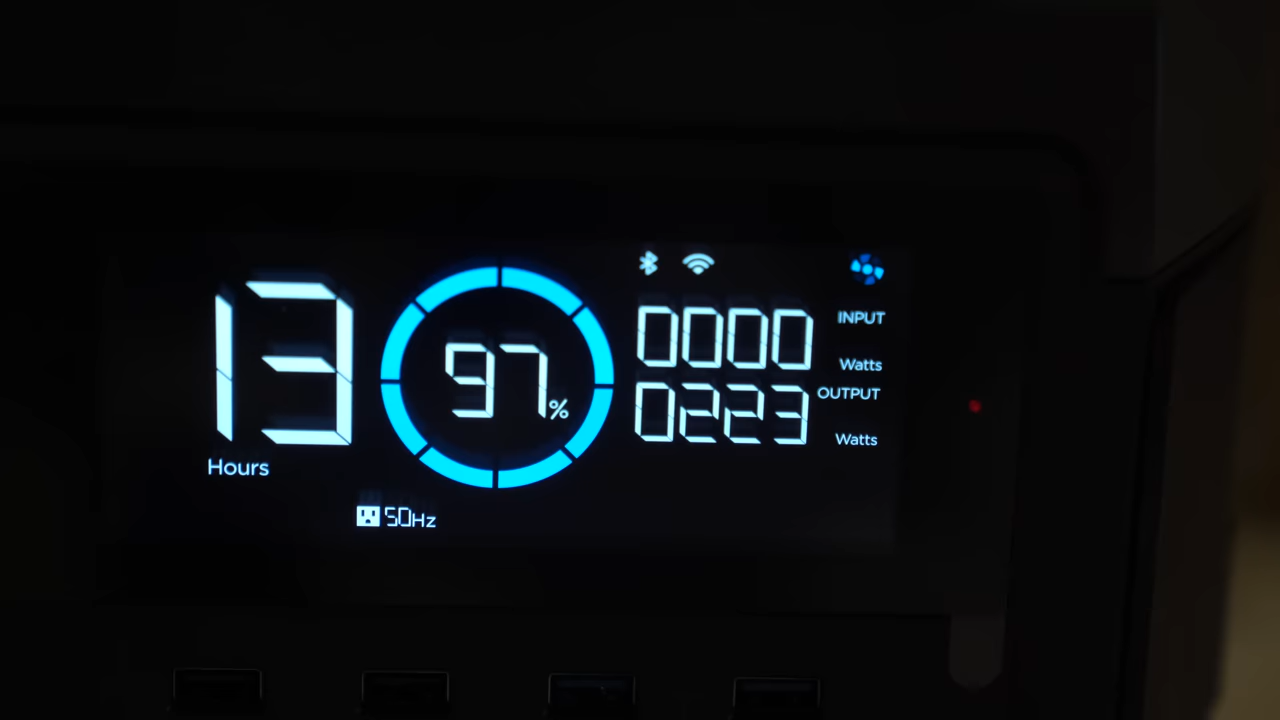 13
Hours
97%
0000
INPUT
Watts
0223
OUTPUT
Watts
50Hz